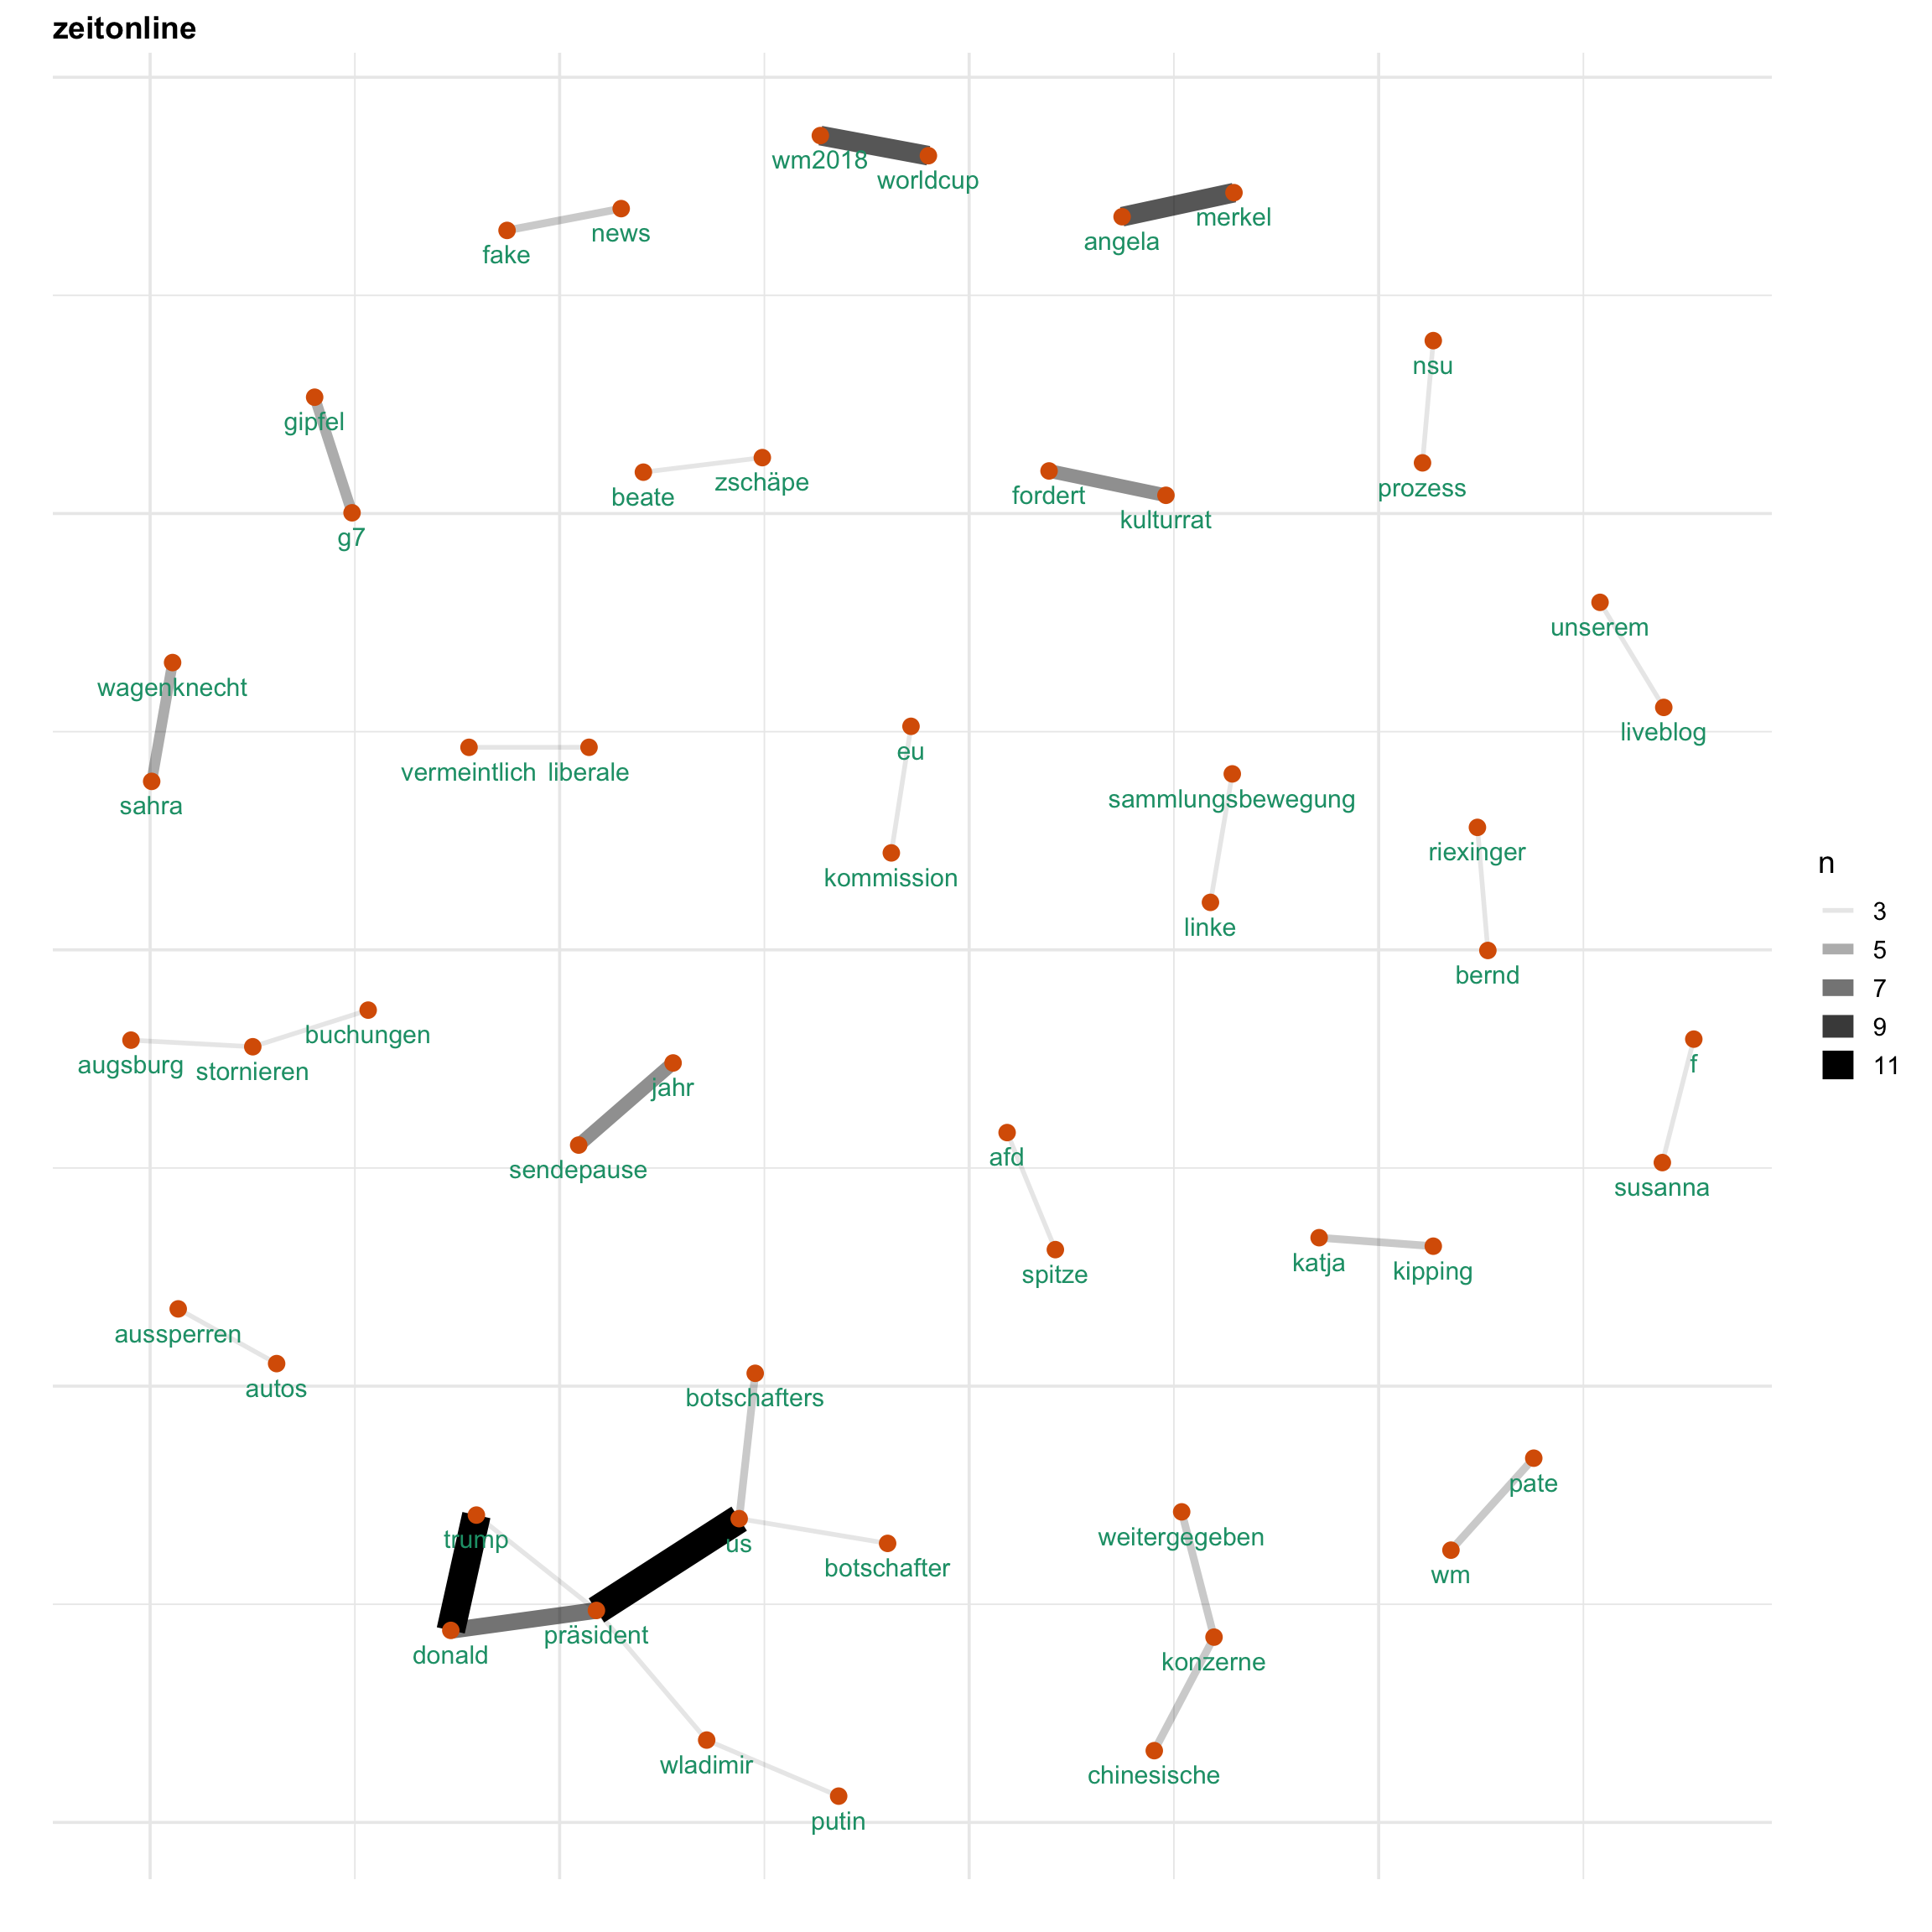 zeitonline
wm2018
worldcup
news
merkel
angela
fake
nsu
gipfel
zschäpe
prozess
beate
fordert
kulturrat
g7
unserem
wagenknecht
liveblog
eu
vermeintlich
liberale
sammlungsbewegung
sahra
riexinger
kommission
linke
bernd
n
3
5
7
9
11
buchungen
augsburg
stornieren
f
jahr
afd
sendepause
susanna
katja
kipping
spitze
aussperren
autos
botschafters
pate
weitergegeben
trump
us
botschafter
wm
präsident
donald
konzerne
wladimir
chinesische
putin